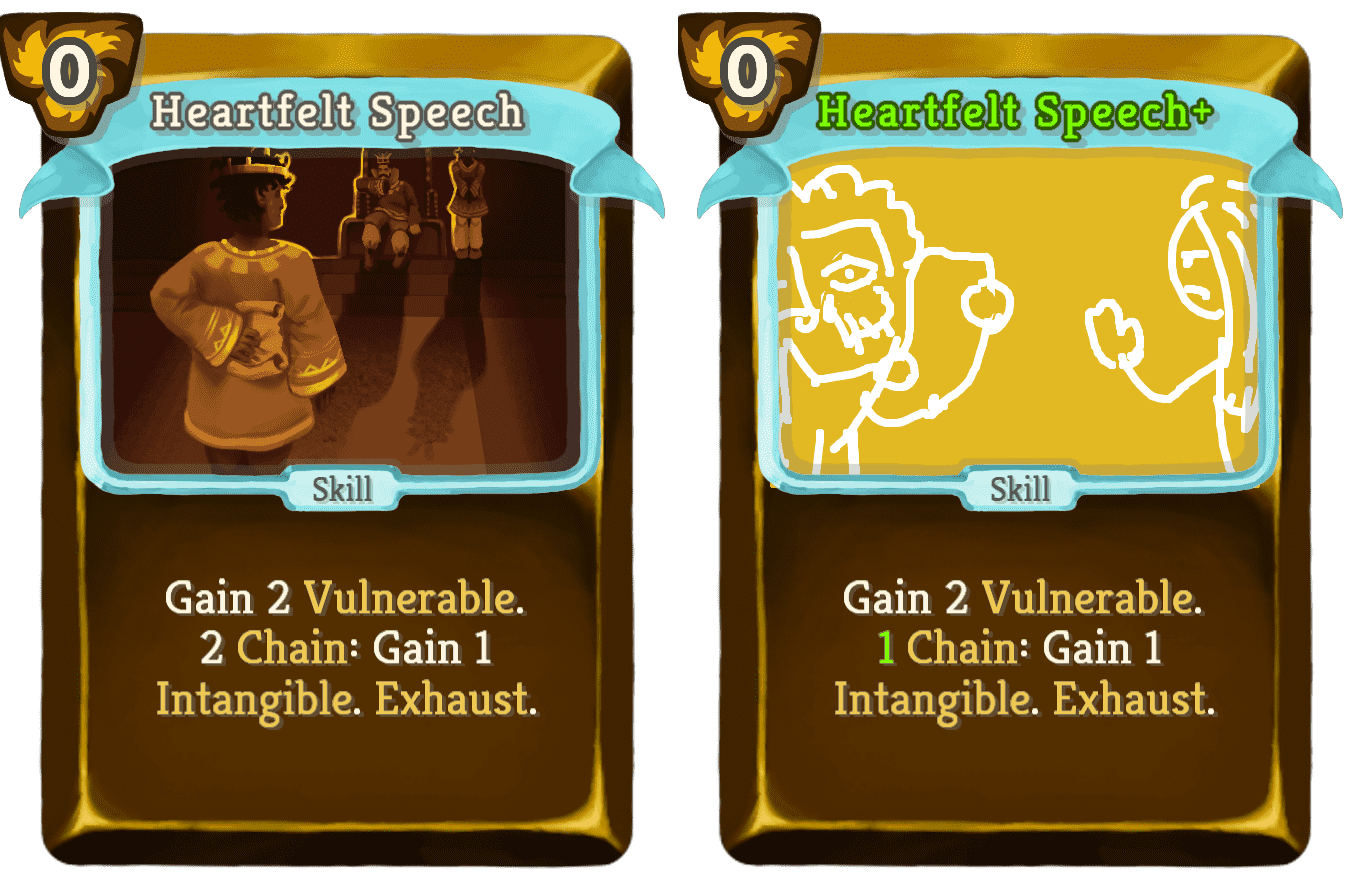 0
Heartfelt Speech
Skill
Gain 2 Vulnerable.
2 Chain: Gain 1
Intangible. Exhaust.
0
Heartfelt Speech+
Skill
Gain 2 Vulnerable.
1 Chain: Gain 1
Intangible. Exhaust.